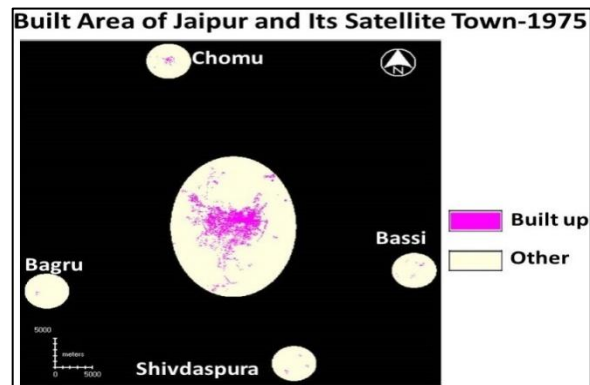 Built Area of Jaipur and Its Satellite Town-1975
Chomu
N
Built up
Bassi
Other
Bagru
5000
meters
0 5000
Shivdaspura